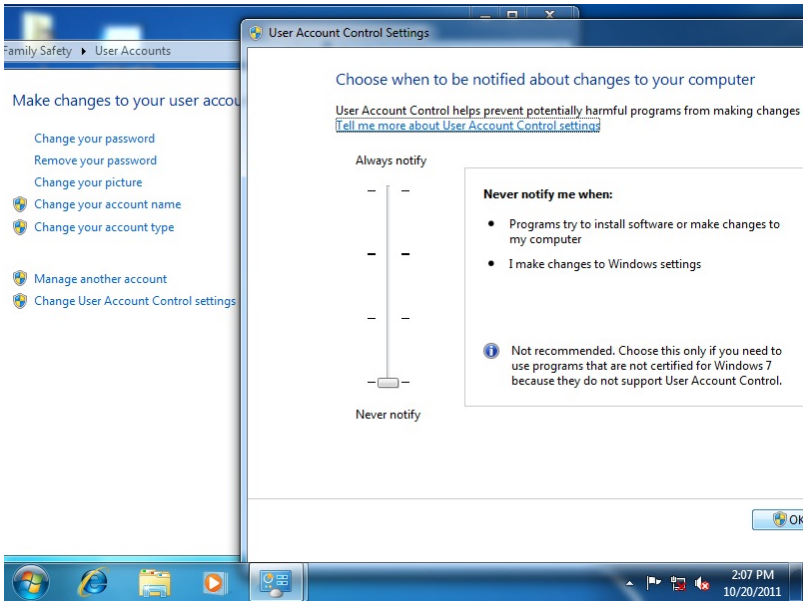 User Account Control Settings
Family Safety ▸ User Accounts
Make changes to your user accou
Change your password
Remove your password
Change your picture
Change your account name
Change your account type
Manage another account
Change User Account Control settings
Choose when to be notified about changes to your computer
User Account Control helps prevent potentially harmful programs from making changes
Tell me more about User Account Control settings
Always notify
Never notify me when:
• Programs try to install software or make changes to
my computer
• I make changes to Windows settings
Not recommended. Choose this only if you need to
use programs that are not certified for Windows 7
because they do not support User Account Control.
Never notify
OK
2:07 PM
10/20/2011